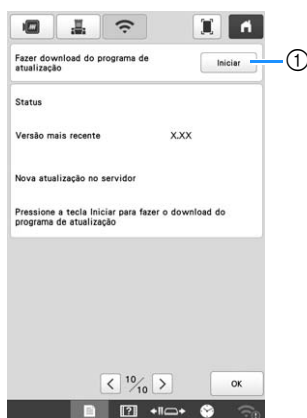 Fazer download do programa de
atualização
Iniciar
1
Status
Versão mais recente X.XX
Nova atualização no servidor
Pressione a tecla Iniciar para fazer o download do
programa de atualização
10/10
OK